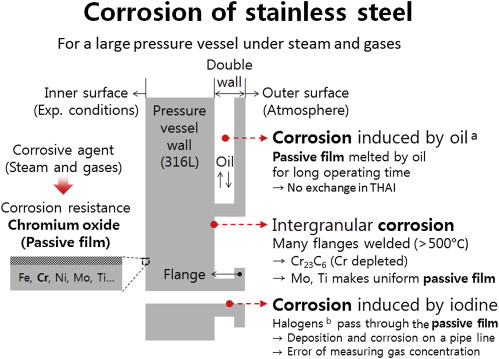 Corrosion of stainless steel
For a large pressure vessel under steam and gases
Double
wall
Inner surface
(Exp. conditions)
Outer surface
(Atmosphere)
Pressure
vessel
wall
(316L)
Oil
Corrosive agent
(Steam and gases)
Corrosion resistance
Chromium oxide
(Passive film)
Fe, Cr, Ni, Mo, Ti...
Flange
Corrosion induced by oil a
Passive film melted by oil
for long operating time
→ No exchange in THAI
Intergranular corrosion
Many flanges welded (>500°C)
→ Cr23C6 (Cr depleted)
→ Mo, Ti makes uniform passive film
Corrosion induced by iodine
Halogens b pass through the passive film
→ Deposition and corrosion on a pipe line
→ Error of measuring gas concentration